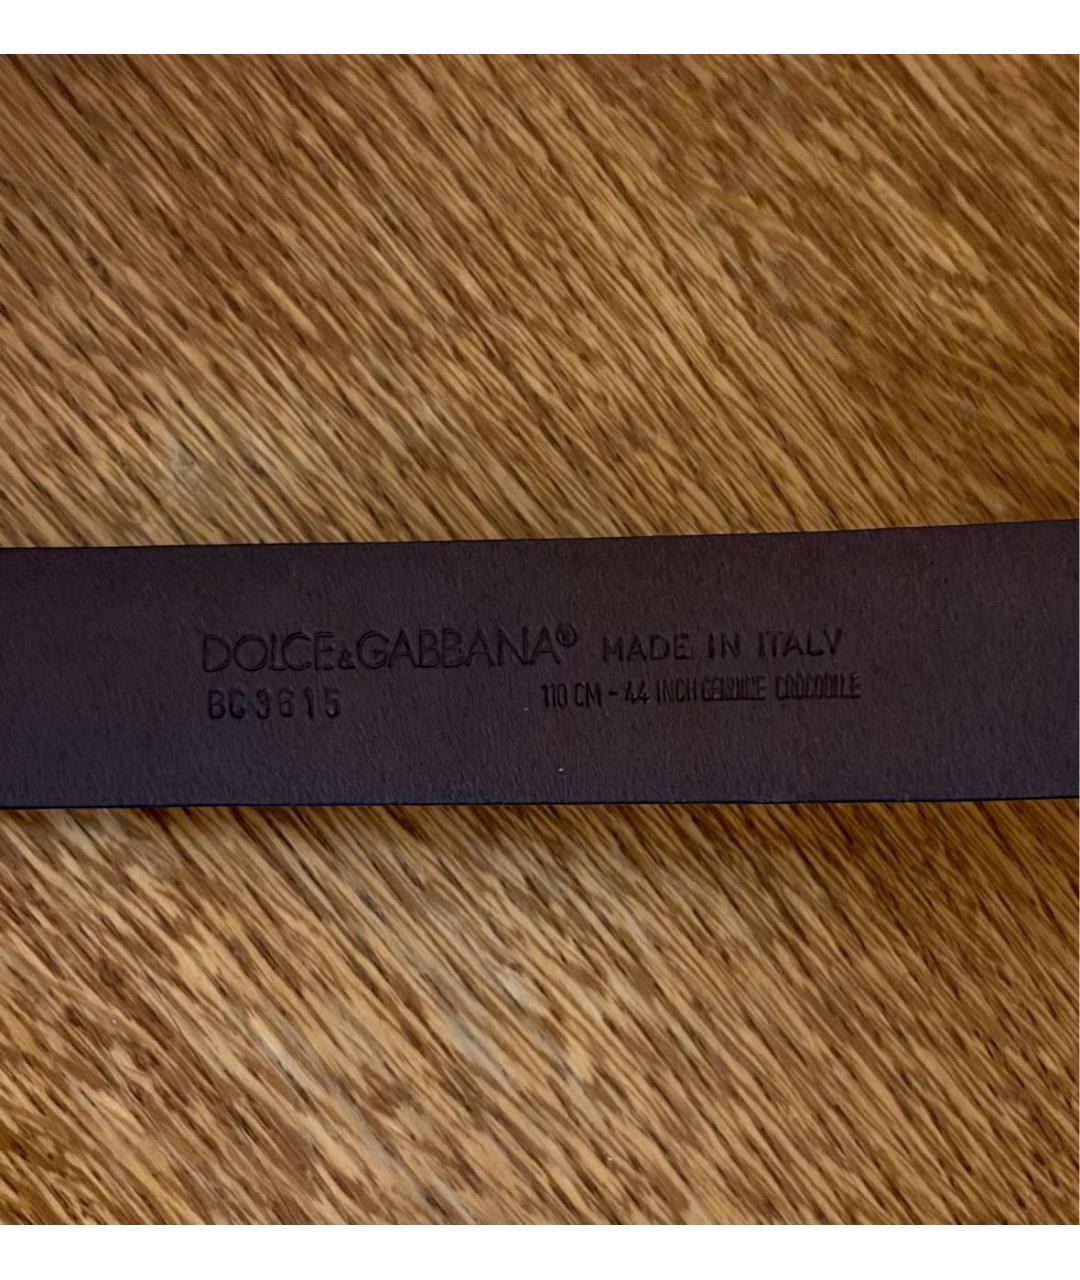 DOLCE&GABBANA® MADE IN ITALY
BC3615 110 CM - 44 INCH GENUINE CROCODILE